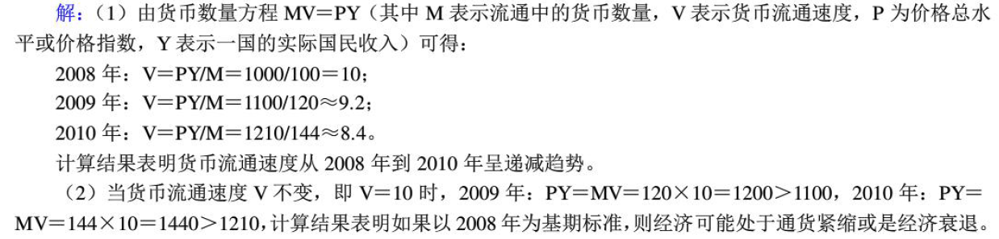 解：（1）由货币数量方程 MV＝PY（其中 M 表示流通中的货币数量，V 表示货币流通速度，P 为价格总水
平或价格指数，Y 表示一国的实际国民收入）可得：
2008 年：V＝PY/M＝1000/100＝10；
2009 年：V＝PY/M＝1100/120≈9.2；
2010 年：V＝PY/M＝1210/144≈8.4。
计算结果表明货币流通速度从 2008 年到 2010 年呈递减趋势。
（2）当货币流通速度 V 不变，即 V＝10 时，2009 年：PY＝MV＝120×10＝1200＞1100，2010 年：PY＝
MV＝144×10＝1440＞1210，计算结果表明如果以 2008 年为基期标准，则经济可能处于通货紧缩或是经济衰退。